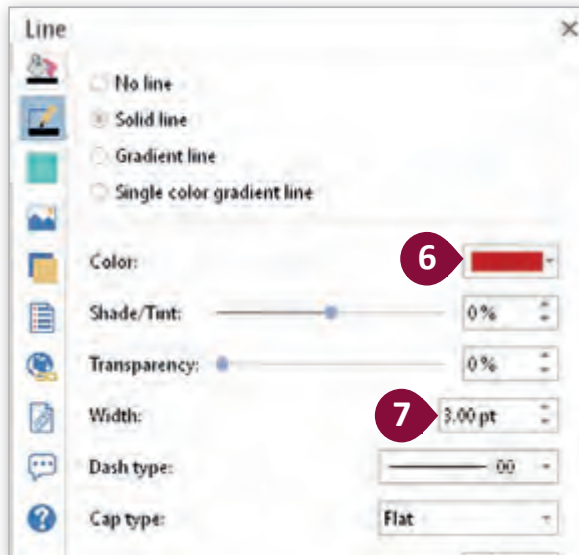 Line
No line
Solid line
Gradient line
Single color gradient line
Color: 6
Shade/Tint: 0%
Transparency: 0%
Width: 7 3.00 pt
Dash type: 00
Cap type: Flat